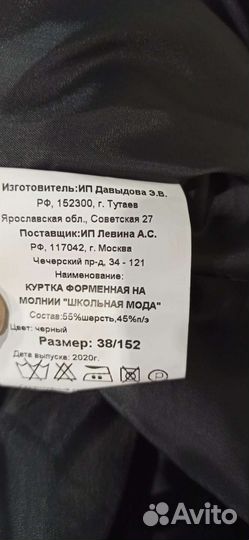 Изготовитель:ИП Давыдова Э.В.
РФ, 152300, г. Тутаев
Ярославская обл., Советская 27
Поставщик:ИП Левина А.С.
РФ, 117042, г. Москва
Чечерский пр-д, 34 - 121
Наименование:
КУРТКА ФОРМЕННАЯ НА
МОЛНИИ "ШКОЛЬНАЯ МОДА"
Состав:55%шерсть,45%п/э
Цвет: черный
Размер: 38/152
Дата выпуска: 2020г.
P
Avito